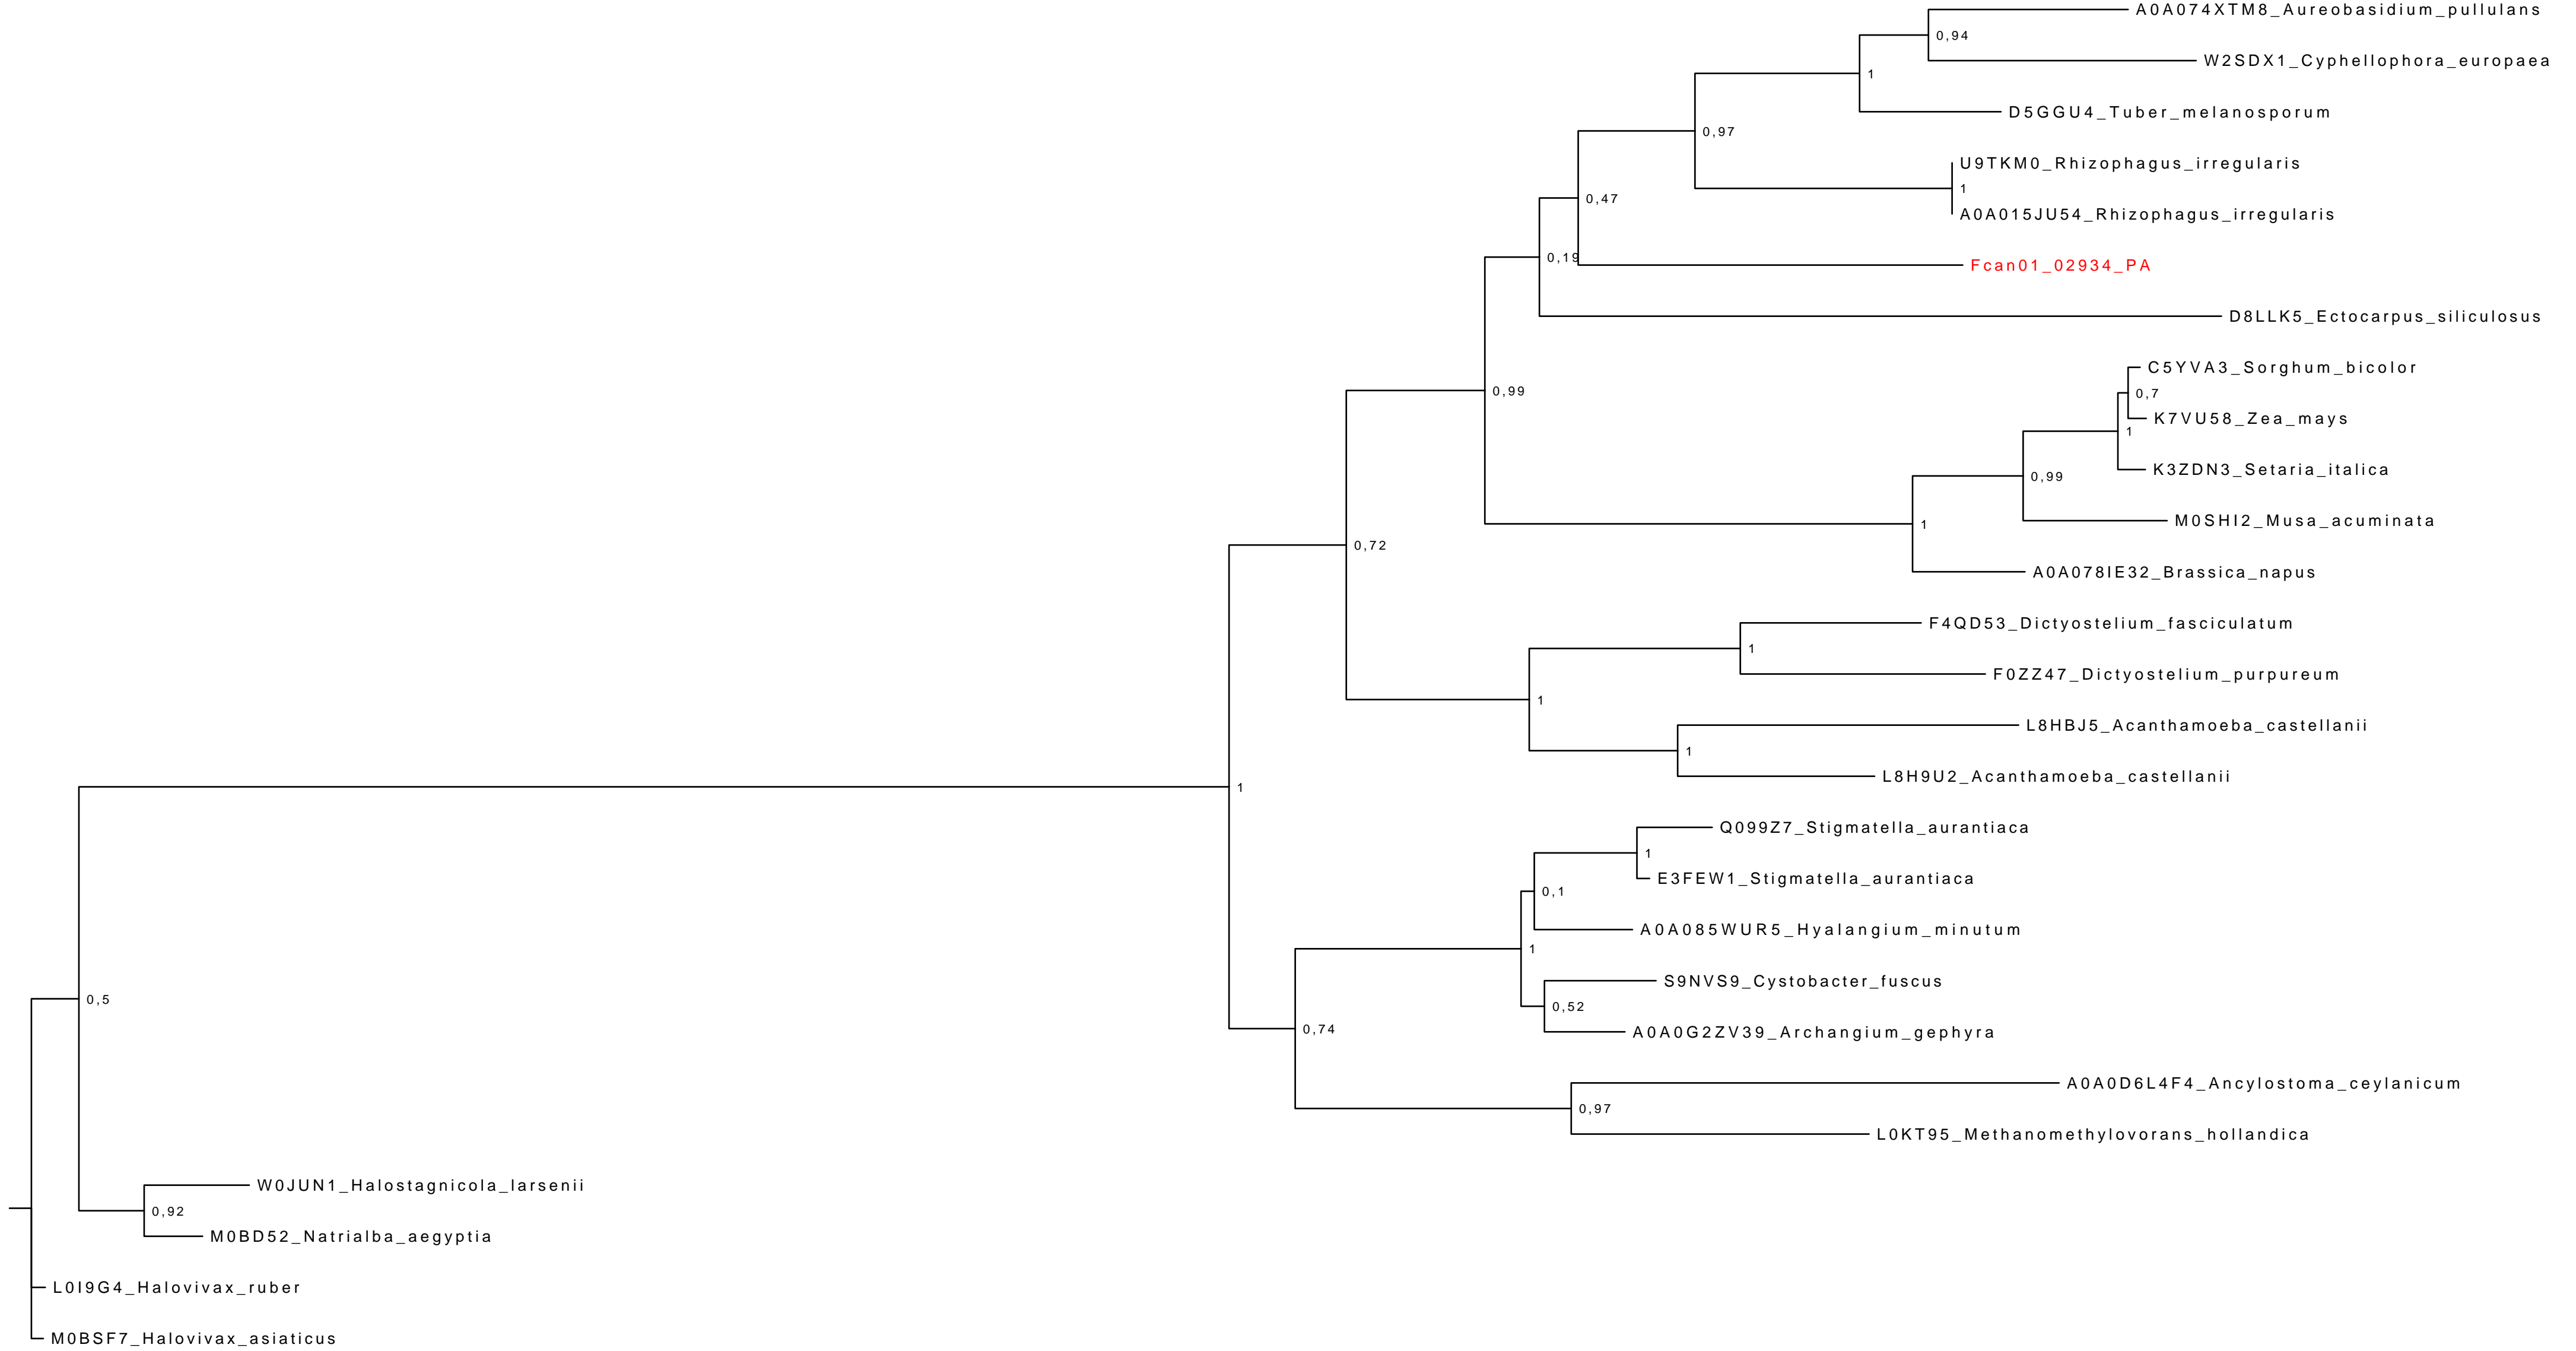 A0A074XTM8_Aureobasidium_pullulans
0,94
W2SDX1_Cyphellophora_europaea
1
D5GGU4_Tuber_melanosporum
0,97
U9TKM0_Rhizophagus_irregularis
1
0,47
A0A015JU54_Rhizophagus_irregularis
0,19
Fcan01_02934_PA
D8LLK5_Ectocarpus_siliculosus
C5YVA3_Sorghum_bicolor
0,7
0,99
K7VU58_Zea_mays
1
K3ZDN3_Setaria_italica
0,99
M0SHI2_Musa_acuminata
1
0,72
A0A078IE32_Brassica_napus
F4QD53_Dictyostelium_fasciculatum
1
F0ZZ47_Dictyostelium_purpureum
1
L8HBJ5_Acanthamoeba_castellanii
1
L8H9U2_Acanthamoeba_castellanii
1
Q099Z7_Stigmatella_aurantiaca
1
E3FEW1_Stigmatella_aurantiaca
0,1
A0A085WUR5_Hyalangium_minutum
1
S9NVS9_Cystobacter_fuscus
0,5
0,52
0,74
A0A0G2ZV39_Archangium_gephyra
A0A0D6L4F4_Ancylostoma_ceylanicum
0,97
L0KT95_Methanomethylovorans_hollandica
W0JUN1_Halostagnicola_larsenii
0,92
M0BD52_Natrialba_aegyptia
L0I9G4_Halovivax_ruber
M0BSF7_Halovivax_asiaticus